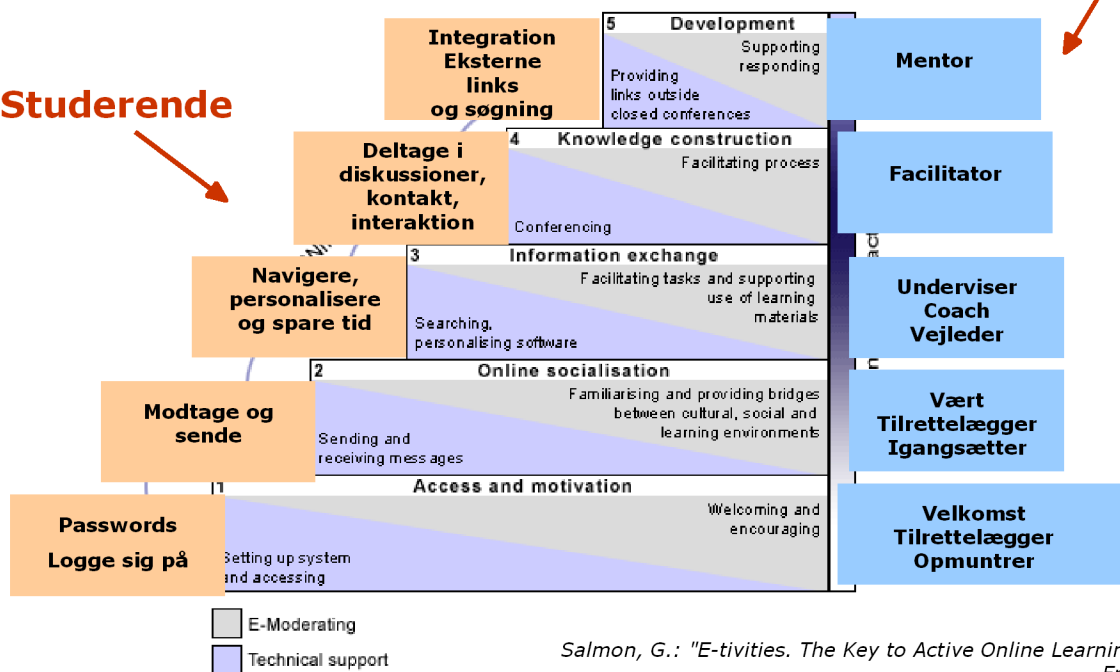 Integration
Eksterne
links
og søgning
5 Development
Supporting
responding
Providing
links outside
closed conferences
Mentor
Studerende
Deltage i
diskussioner,
kontakt,
interaktion
4 Knowledge construction
Facilitating process
Conferencing
Facilitator
Navigere,
personalisere
og spare tid
3 Information exchange
Facilitating tasks and supporting
use of learning
materials
Searching,
personalising software
Underviser
Coach
Vejleder
Modtage og
sende
2 Online socialisation
Familiarising and providing bridges
between cultural, social and
learning environments
Sending and
receiving messages
Vært
Tilrettelægger
Igangsætter
Passwords
Logge sig på
1 Access and motivation
Welcoming and
encouraging
Setting up system
and accessing
Velkomst
Tilrettelægger
Opmuntrer
E-Moderating
Technical support
Salmon, G.: "E-tivities. The Key to Active Online